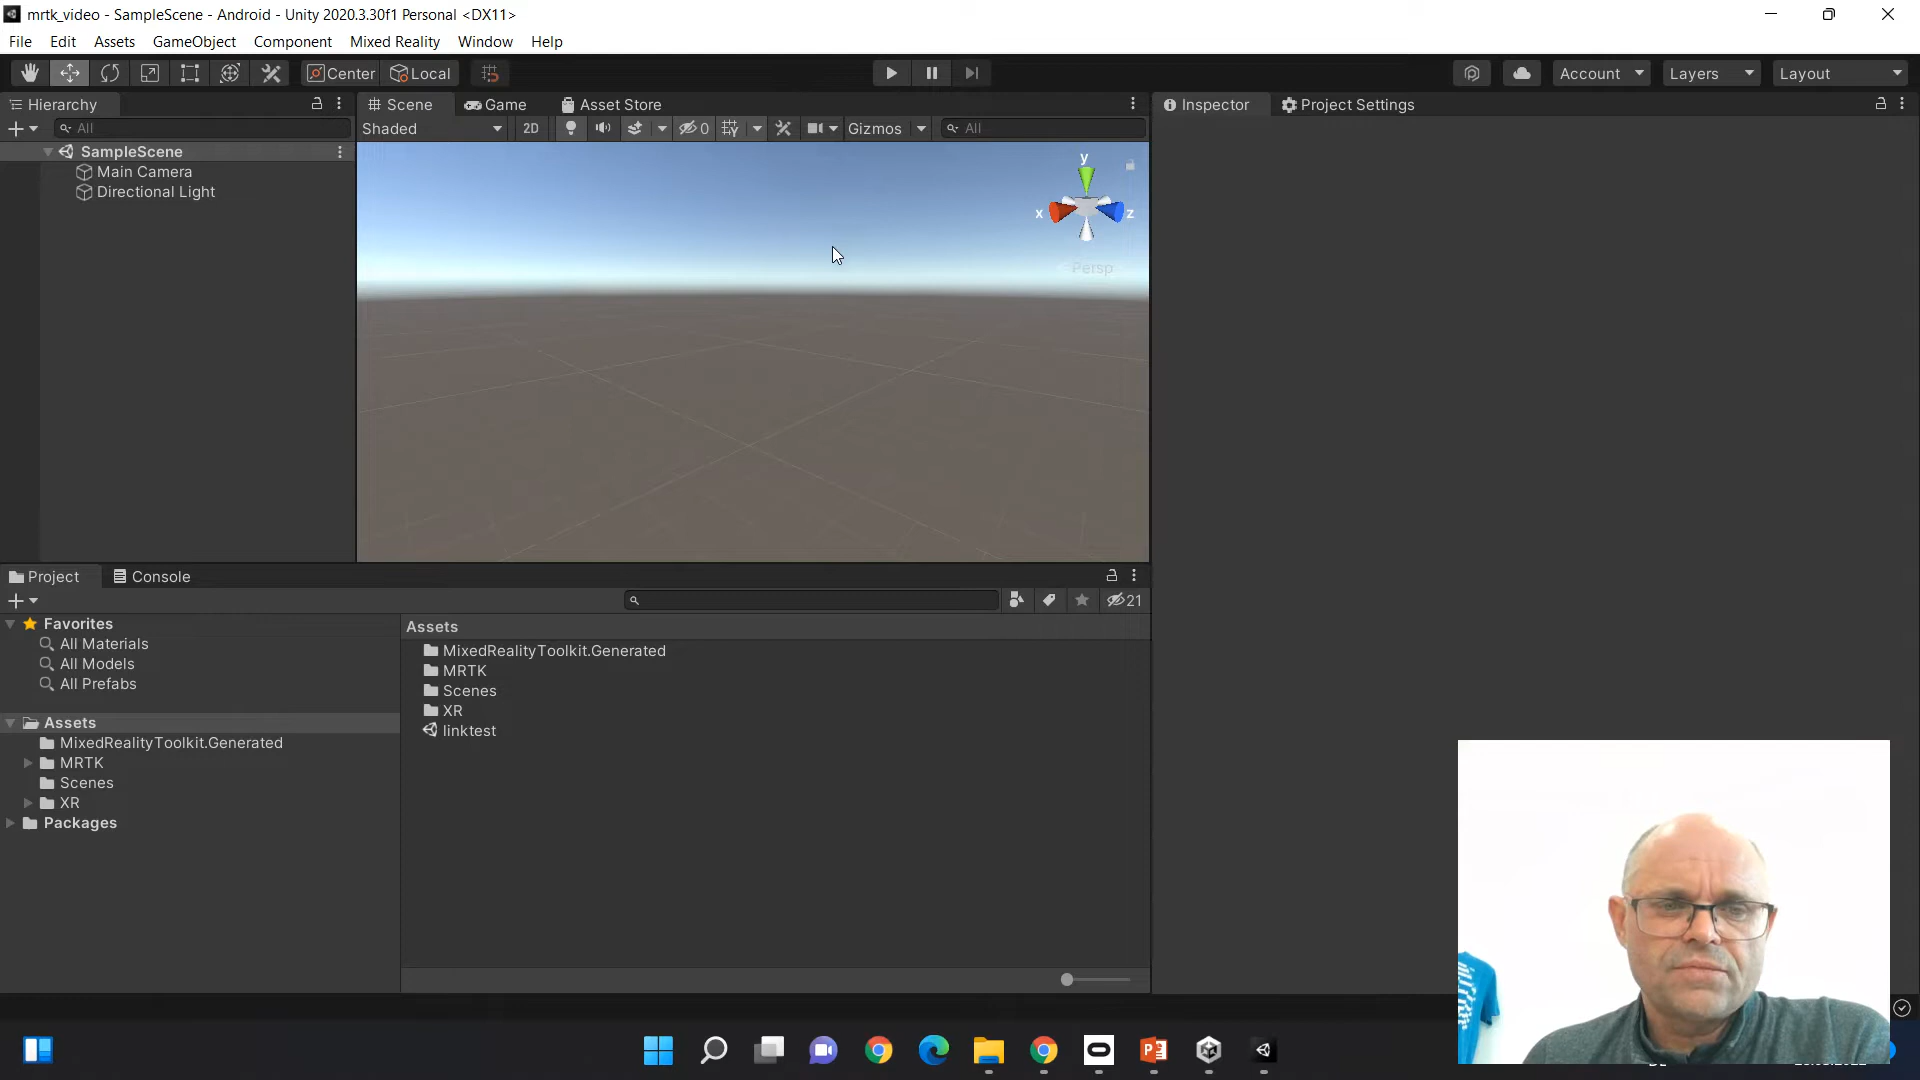 mrtk_video - SampleScene - Android - Unity 2020.3.30f1 Personal <DX11>
File Edit Assets GameObject Component Mixed Reality Window Help
Center Local Account Layers Layout
Hierarchy Scene Game Asset Store Inspector Project Settings
All Shaded 2D 0 Gizmos All
SampleScene
Main Camera
Directional Light
y
x z
Persp
Project Console
21
Favorites
All Materials
All Models
All Prefabs
Assets
MixedRealityToolkit.Generated
MRTK
Scenes
XR
Packages
Assets
MixedRealityToolkit.Generated
MRTK
Scenes
XR
linktest